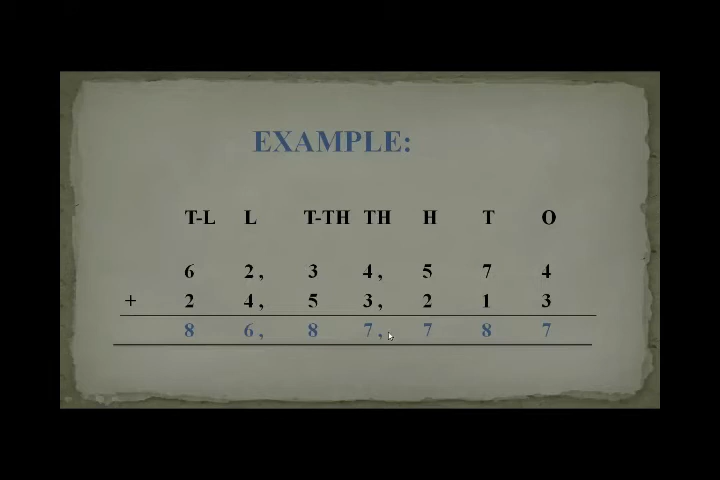 EXAMPLE:
T-L L T-TH TH H T O
6 2, 3 4, 5 7 4
+ 2 4, 5 3, 2 1 3
8 6, 8 7, 7 8 7